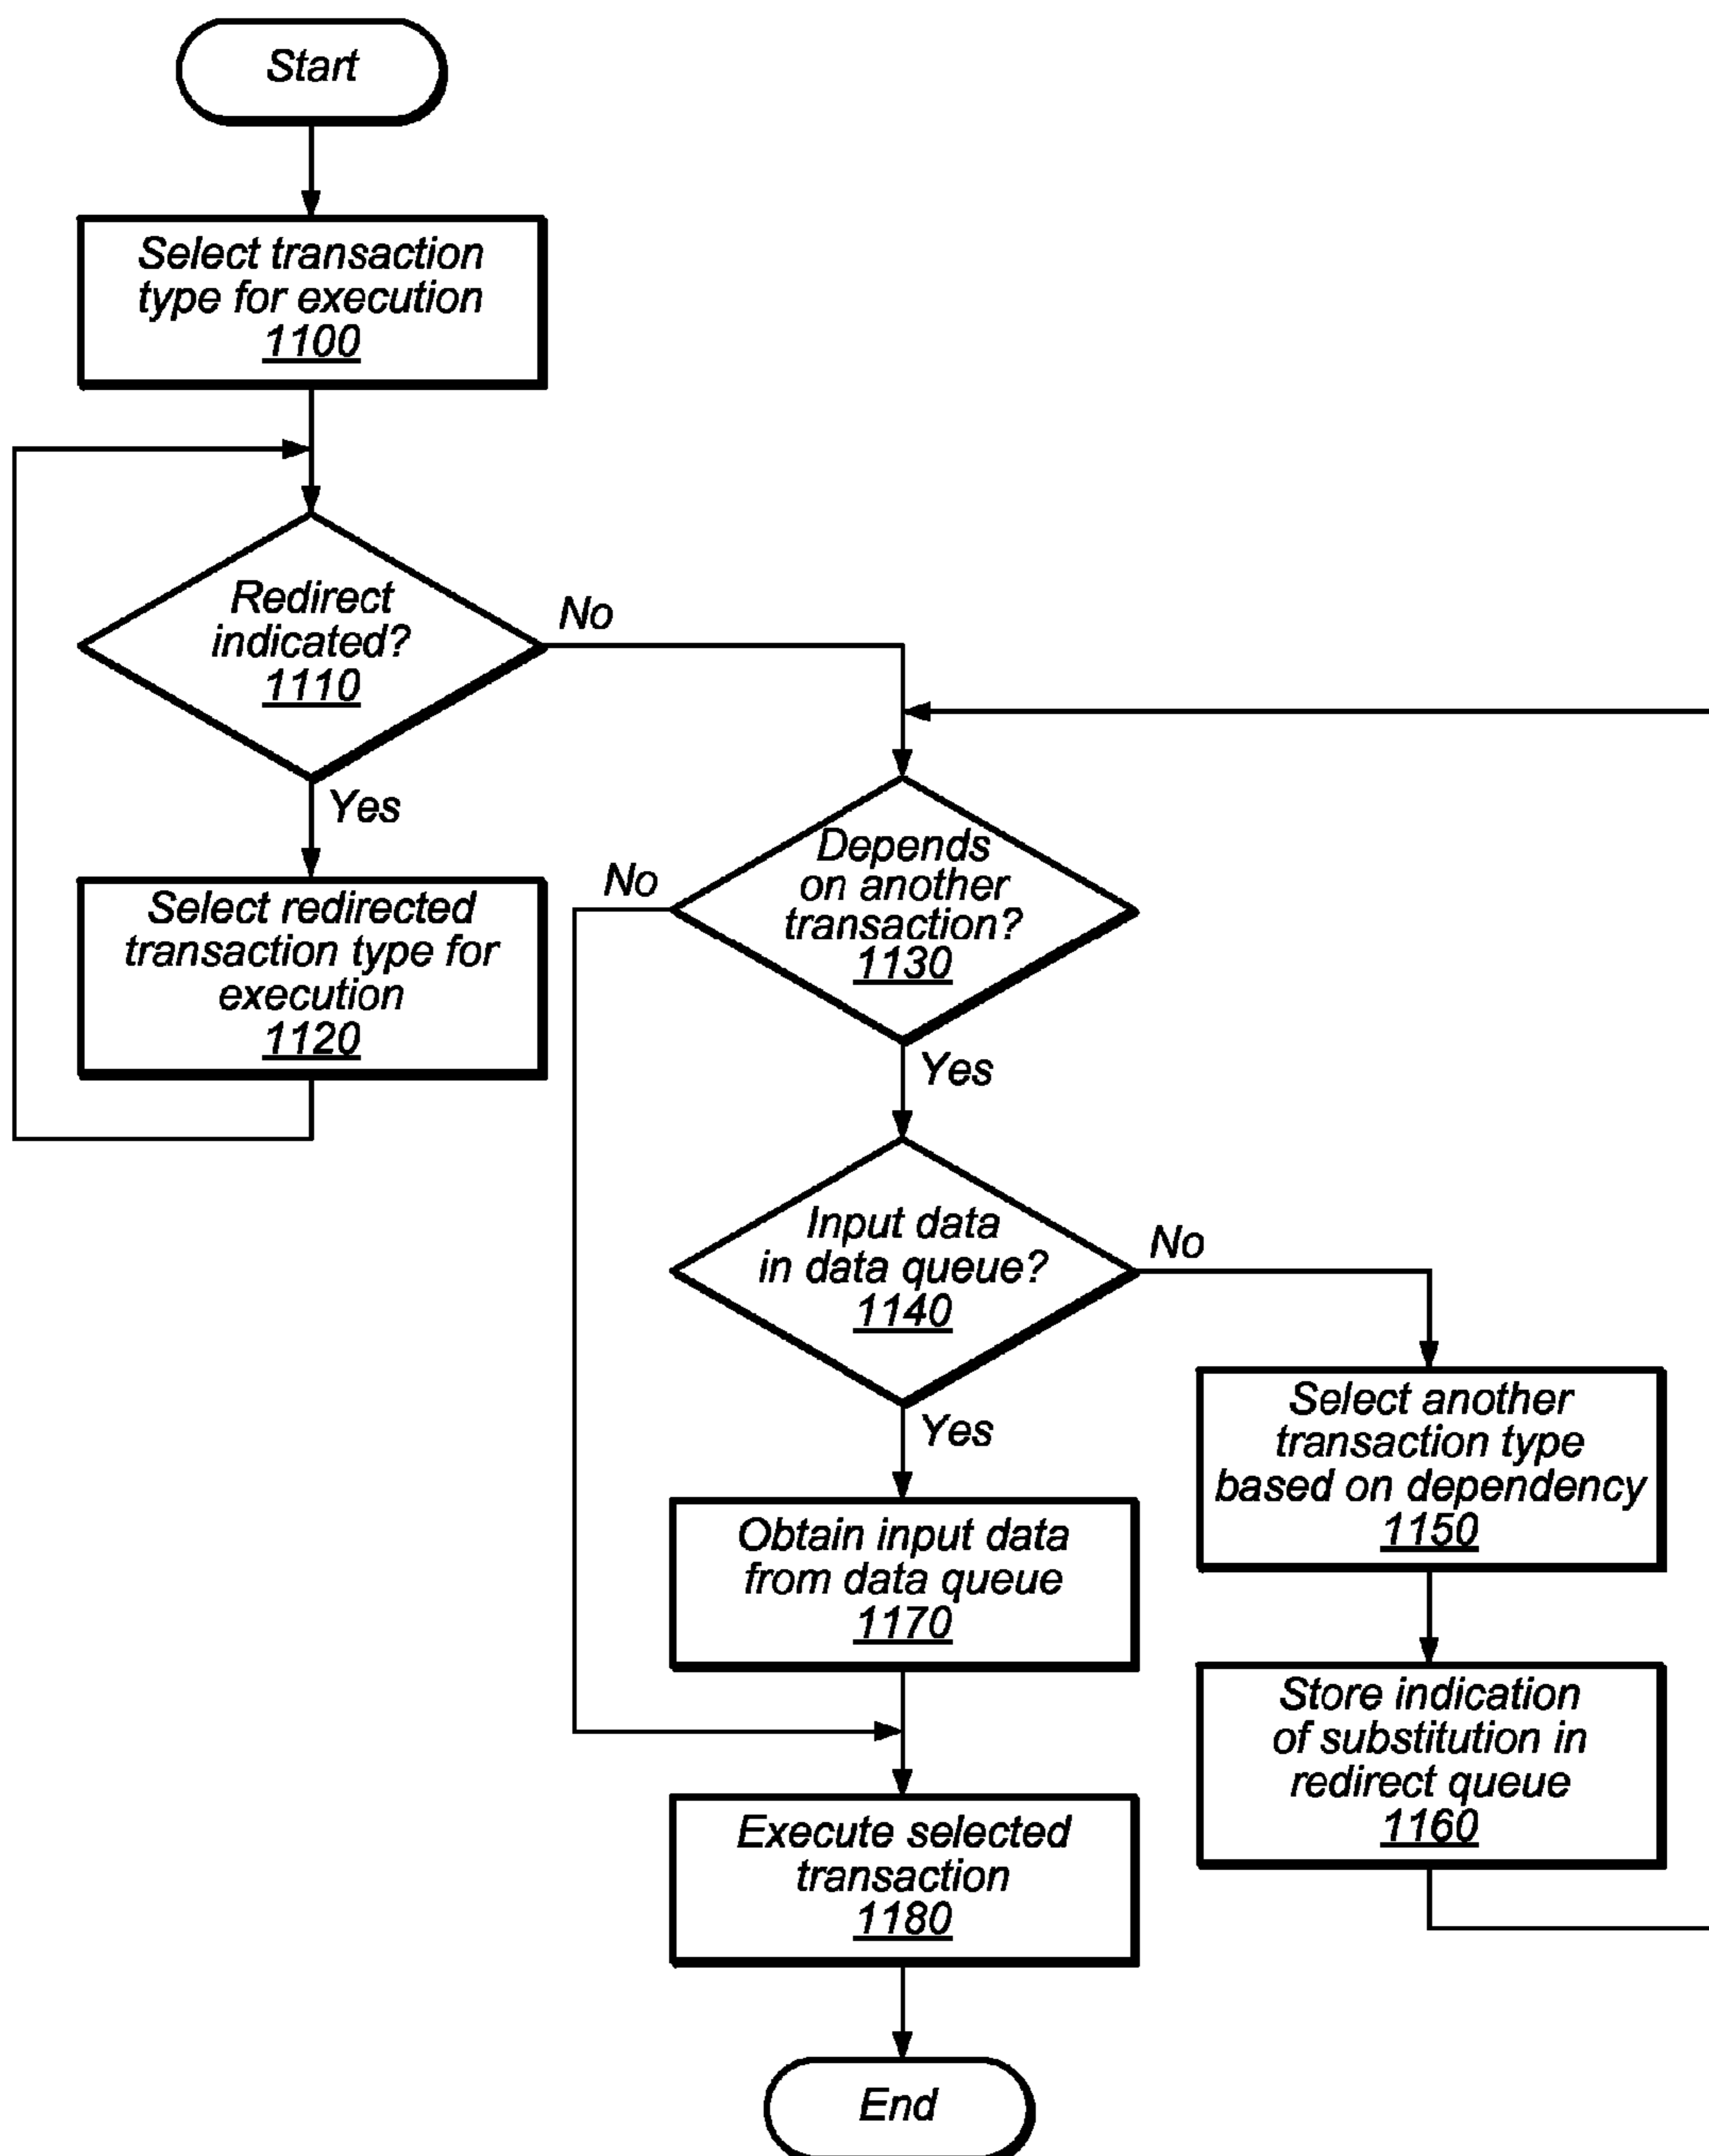 Start
Select transaction
type for execution
1100
Redirect
indicated?
1110
No
Yes
Select redirected
transaction type for
execution
1120
Depends
on another
transaction?
1130
No
Yes
Input data
in data queue?
1140
No
Yes
Select another
transaction type
based on dependency
1150
Obtain input data
from data queue
1170
Store indication
of substitution in
redirect queue
1160
Execute selected
transaction
1180
End